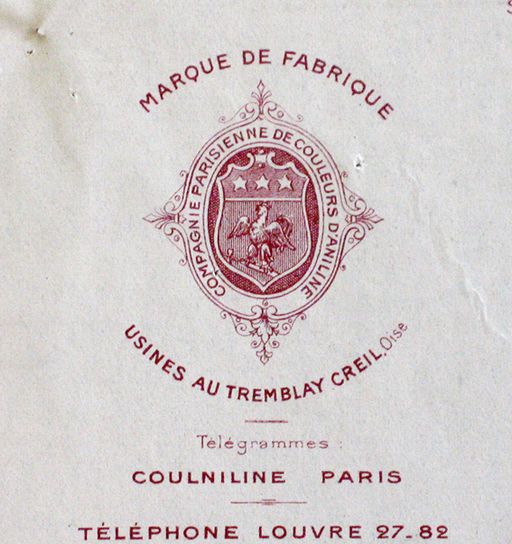 MARQUE DE FABRIQUE
COMPAGNIE PARISIENNE DE COULEURS D'ANILINE
USINES AU TREMBLAY CREIL, Oise
Télégrammes :
COULNILINE PARIS
TÉLÉPHONE LOUVRE 27-82